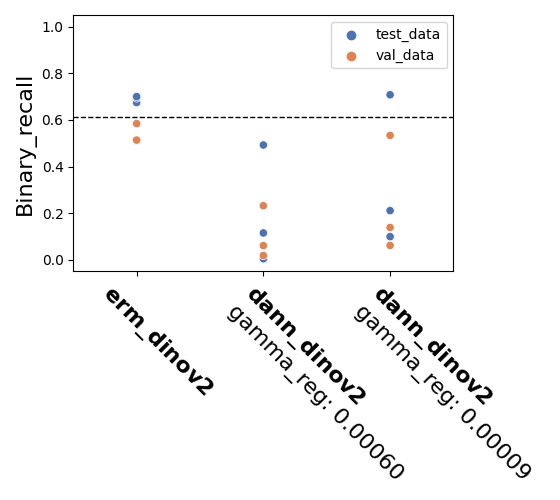 1.0
0.8
0.6
0.4
0.2
0.0
Binary_recall
test_data
val_data
erm_dinov2
dann_dinov2
gamma_reg: 0.00060
dann_dinov2
gamma_reg: 0.00009